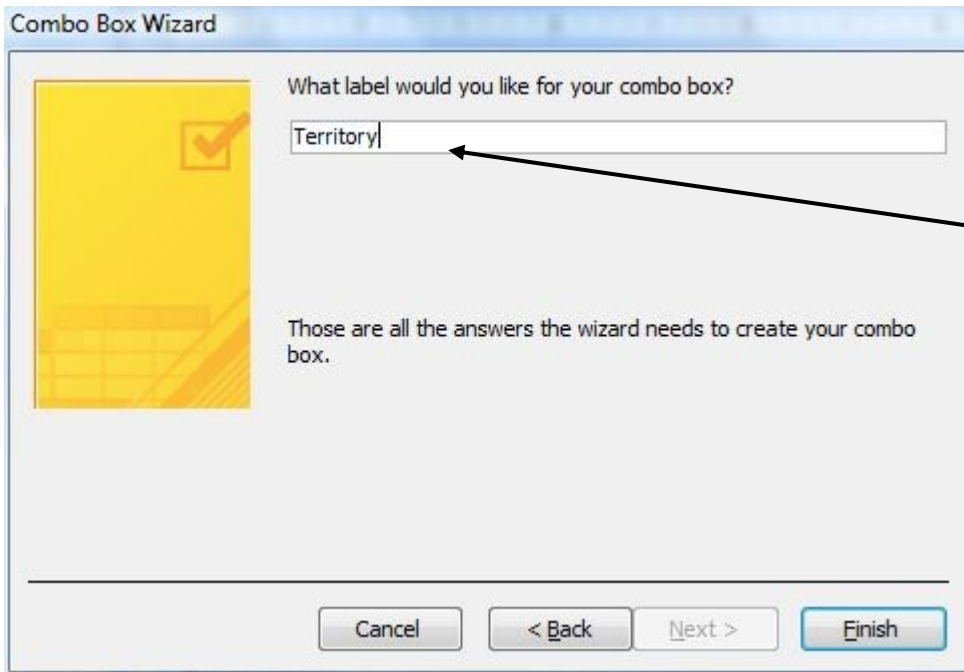 Combo Box Wizard
What label would you like for your combo box?
Territory
Those are all the answers the wizard needs to create your combo
box.
Cancel
< Back
Next >
Finish